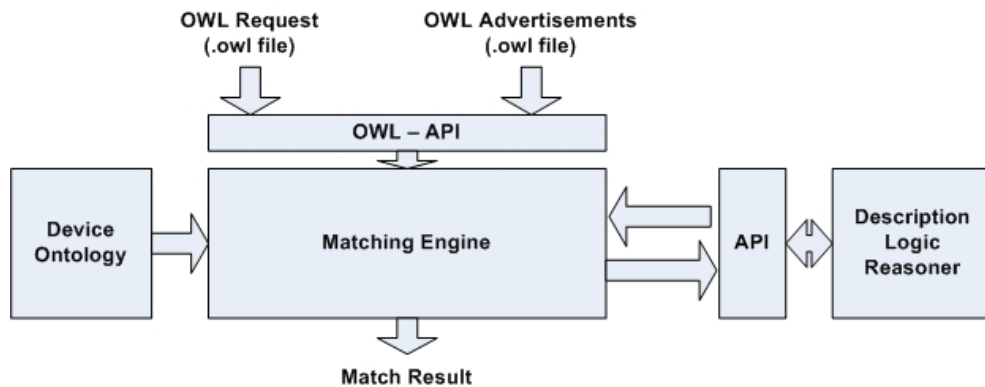 OWL Request
(.owl file)
OWL Advertisements
(.owl file)
OWL – API
Device
Ontology
Matching Engine
API
Description
Logic
Reasoner
Match Result